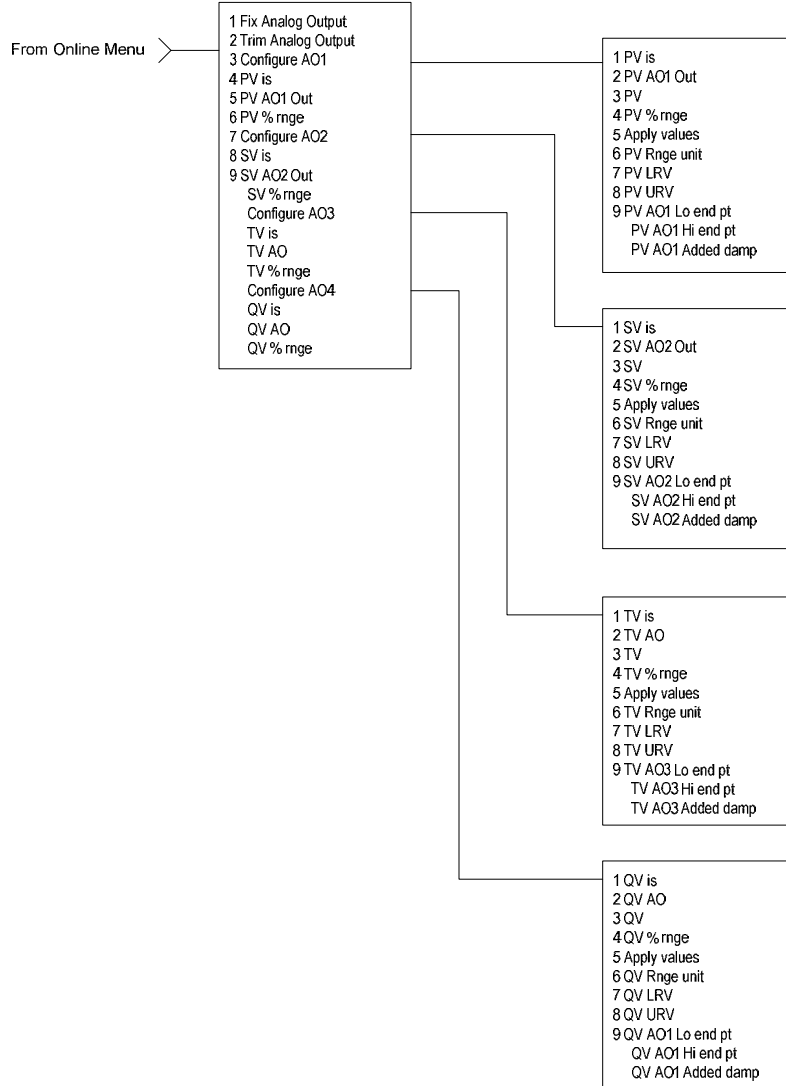 From Online Menu
1 Fix Analog Output
2 Trim Analog Output
3 Configure AO1
4 PV is
5 PV AO1 Out
6 PV % rnge
7 Configure AO2
8 SV is
9 SV AO2 Out
SV % rnge
Configure AO3
TV is
TV AO
TV % rnge
Configure AO4
QV is
QV AO
QV % rnge
1 PV is
2 PV AO1 Out
3 PV
4 PV % rnge
5 Apply values
6 PV Rnge unit
7 PV LRV
8 PV URV
9 PV AO1 Lo end pt
PV AO1 Hi end pt
PV AO1 Added damp
1 SV is
2 SV AO2 Out
3 SV
4 SV % rnge
5 Apply values
6 SV Rnge unit
7 SV LRV
8 SV URV
9 SV AO2 Lo end pt
SV AO2 Hi end pt
SV AO2 Added damp
1 TV is
2 TV AO
3 TV
4 TV % rnge
5 Apply values
6 TV Rnge unit
7 TV LRV
8 TV URV
9 TV AO3 Lo end pt
TV AO3 Hi end pt
TV AO3 Added damp
1 QV is
2 QV AO
3 QV
4 QV % rnge
5 Apply values
6 QV Rnge unit
7 QV LRV
8 QV URV
9 QV AO1 Lo end pt
QV AO1 Hi end pt
QV AO1 Added damp